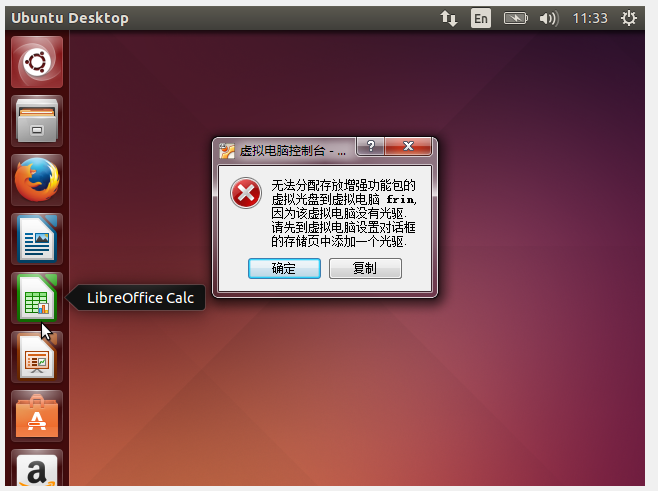 Ubuntu Desktop
En
11:33
虚拟电脑控制台 - ...
无法分配存放增强功能包的
虚拟光盘到虚拟电脑 frin,
因为该虚拟电脑没有光驱.
请先到虚拟电脑设置对话框
的存储页中添加一个光驱.
确定
复制
LibreOffice Calc